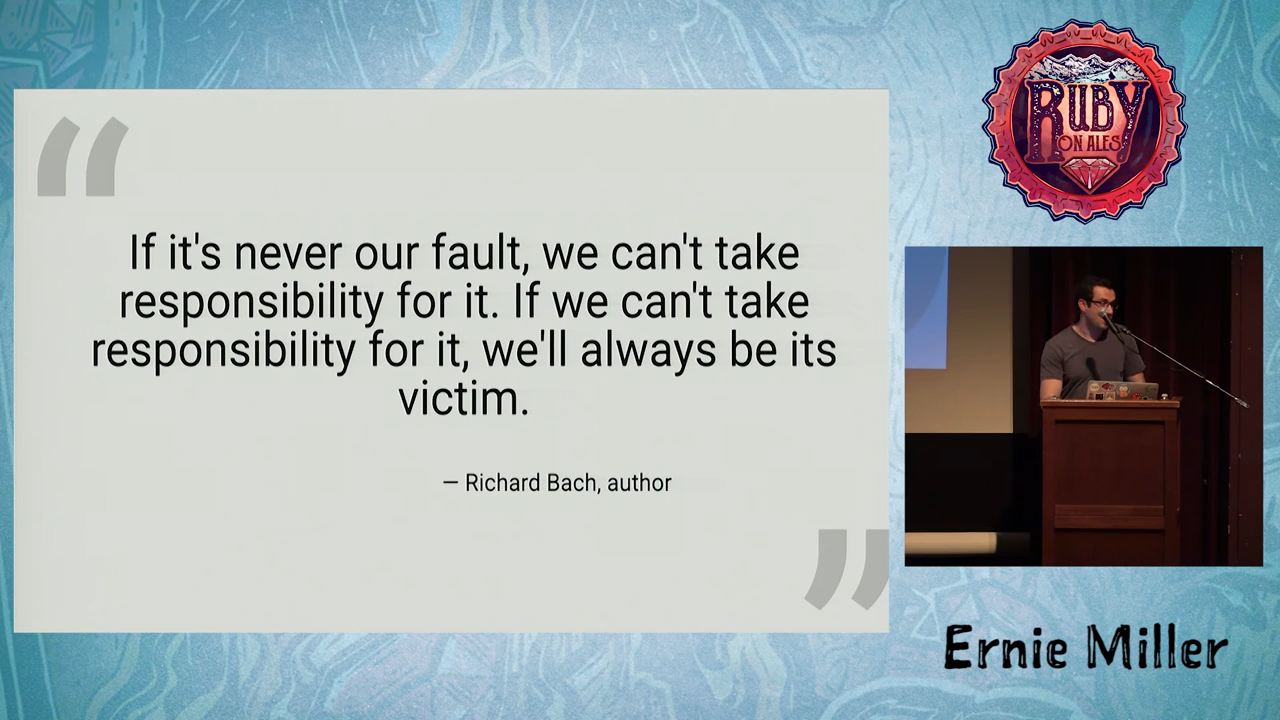 “
If it's never our fault, we can't take
responsibility for it. If we can't take
responsibility for it, we'll always be its
victim.
— Richard Bach, author
”
RUBY
ON ALES
Ernie Miller